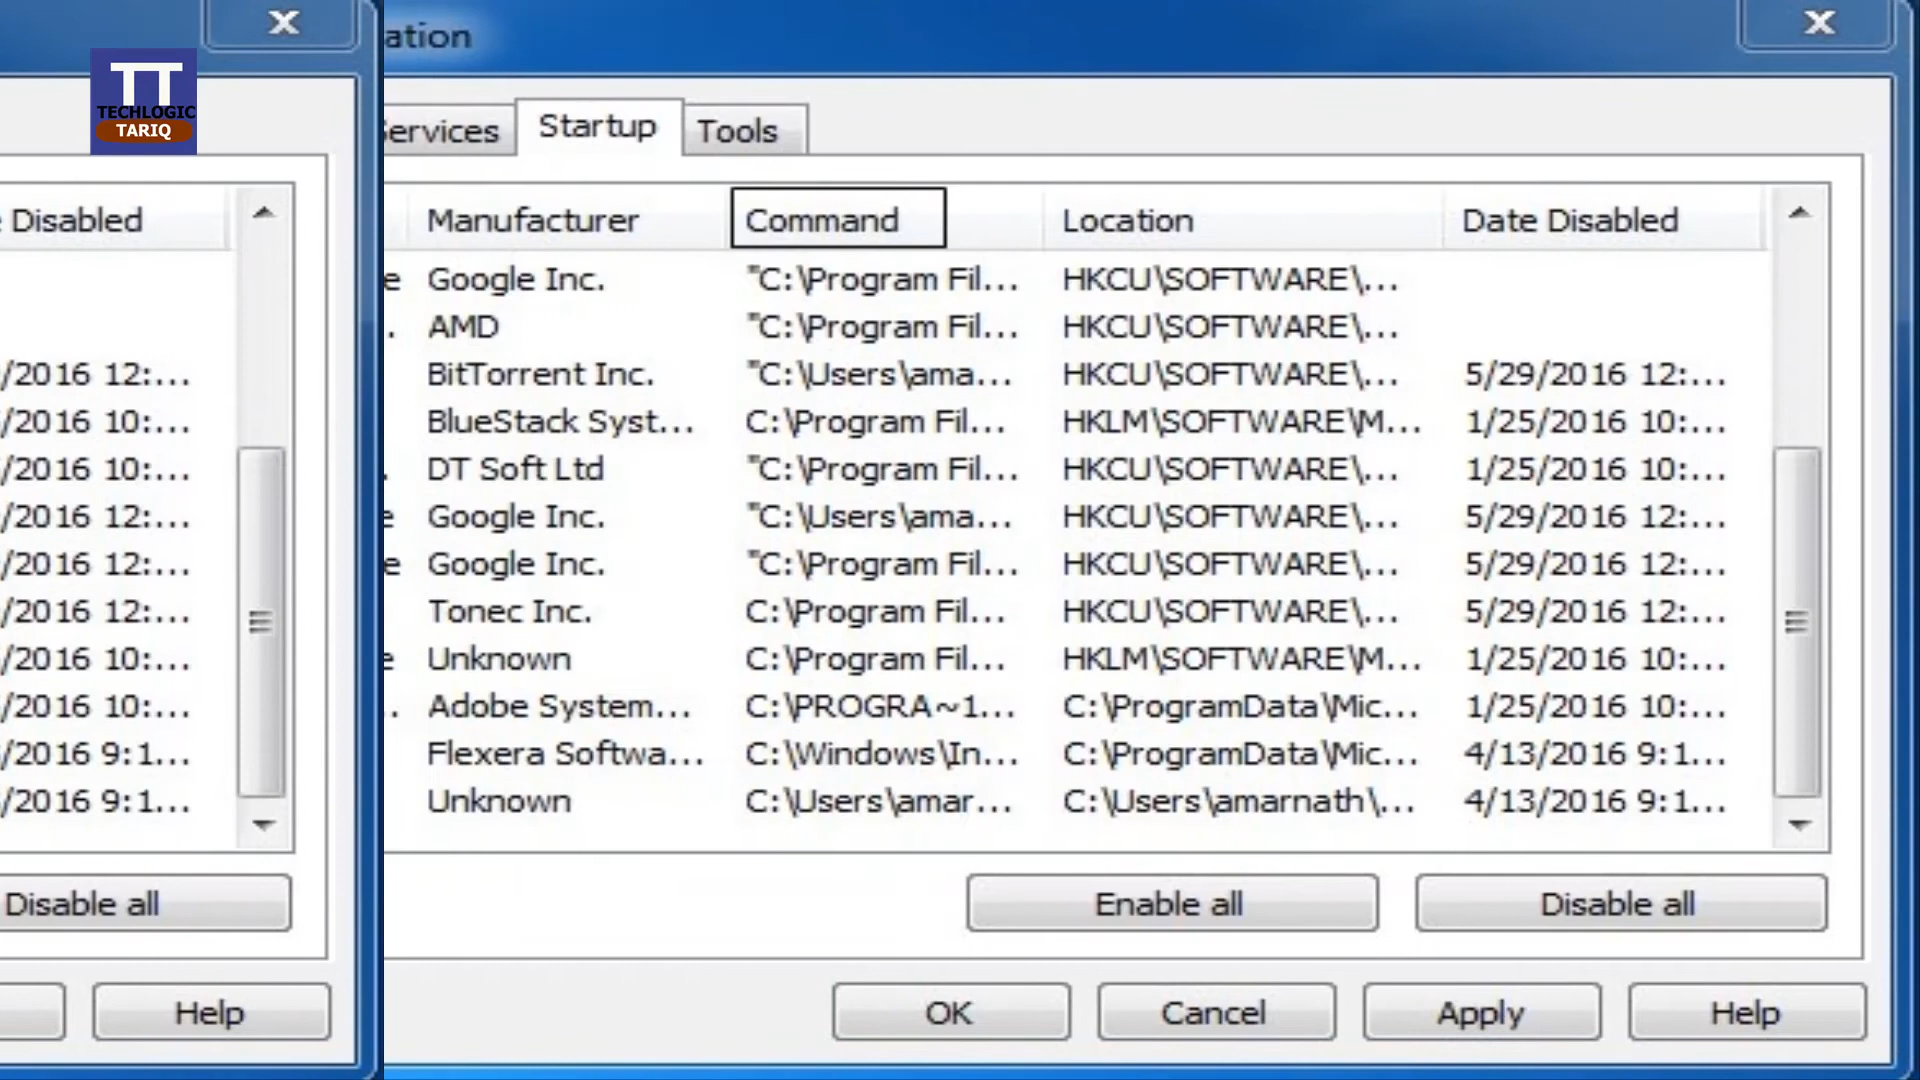 ation
TT
TECHLOGIC
TARIQ
Services Startup Tools
Disabled
Manufacturer Command Location Date Disabled
e Google Inc. "C:\Program Fil... HKCU\SOFTWARE\...
. AMD "C:\Program Fil... HKCU\SOFTWARE\...
/2016 12:... BitTorrent Inc. "C:\Users\ama... HKCU\SOFTWARE\... 5/29/2016 12:...
/2016 10:... BlueStack Syst... C:\Program Fil... HKLM\SOFTWARE\M... 1/25/2016 10:...
/2016 10:... . DT Soft Ltd "C:\Program Fil... HKCU\SOFTWARE\... 1/25/2016 10:...
/2016 12:... e Google Inc. "C:\Users\ama... HKCU\SOFTWARE\... 5/29/2016 12:...
/2016 12:... e Google Inc. "C:\Program Fil... HKCU\SOFTWARE\... 5/29/2016 12:...
/2016 12:... Tonec Inc. C:\Program Fil... HKCU\SOFTWARE\... 5/29/2016 12:...
/2016 10:... e Unknown C:\Program Fil... HKLM\SOFTWARE\M... 1/25/2016 10:...
/2016 10:... . Adobe System... C:\PROGRA~1... C:\ProgramData\Mic... 1/25/2016 10:...
/2016 9:1... Flexera Softwa... C:\Windows\In... C:\ProgramData\Mic... 4/13/2016 9:1...
/2016 9:1... Unknown C:\Users\amar... C:\Users\amarnath\... 4/13/2016 9:1...
Disable all Enable all Disable all
Help OK Cancel Apply Help